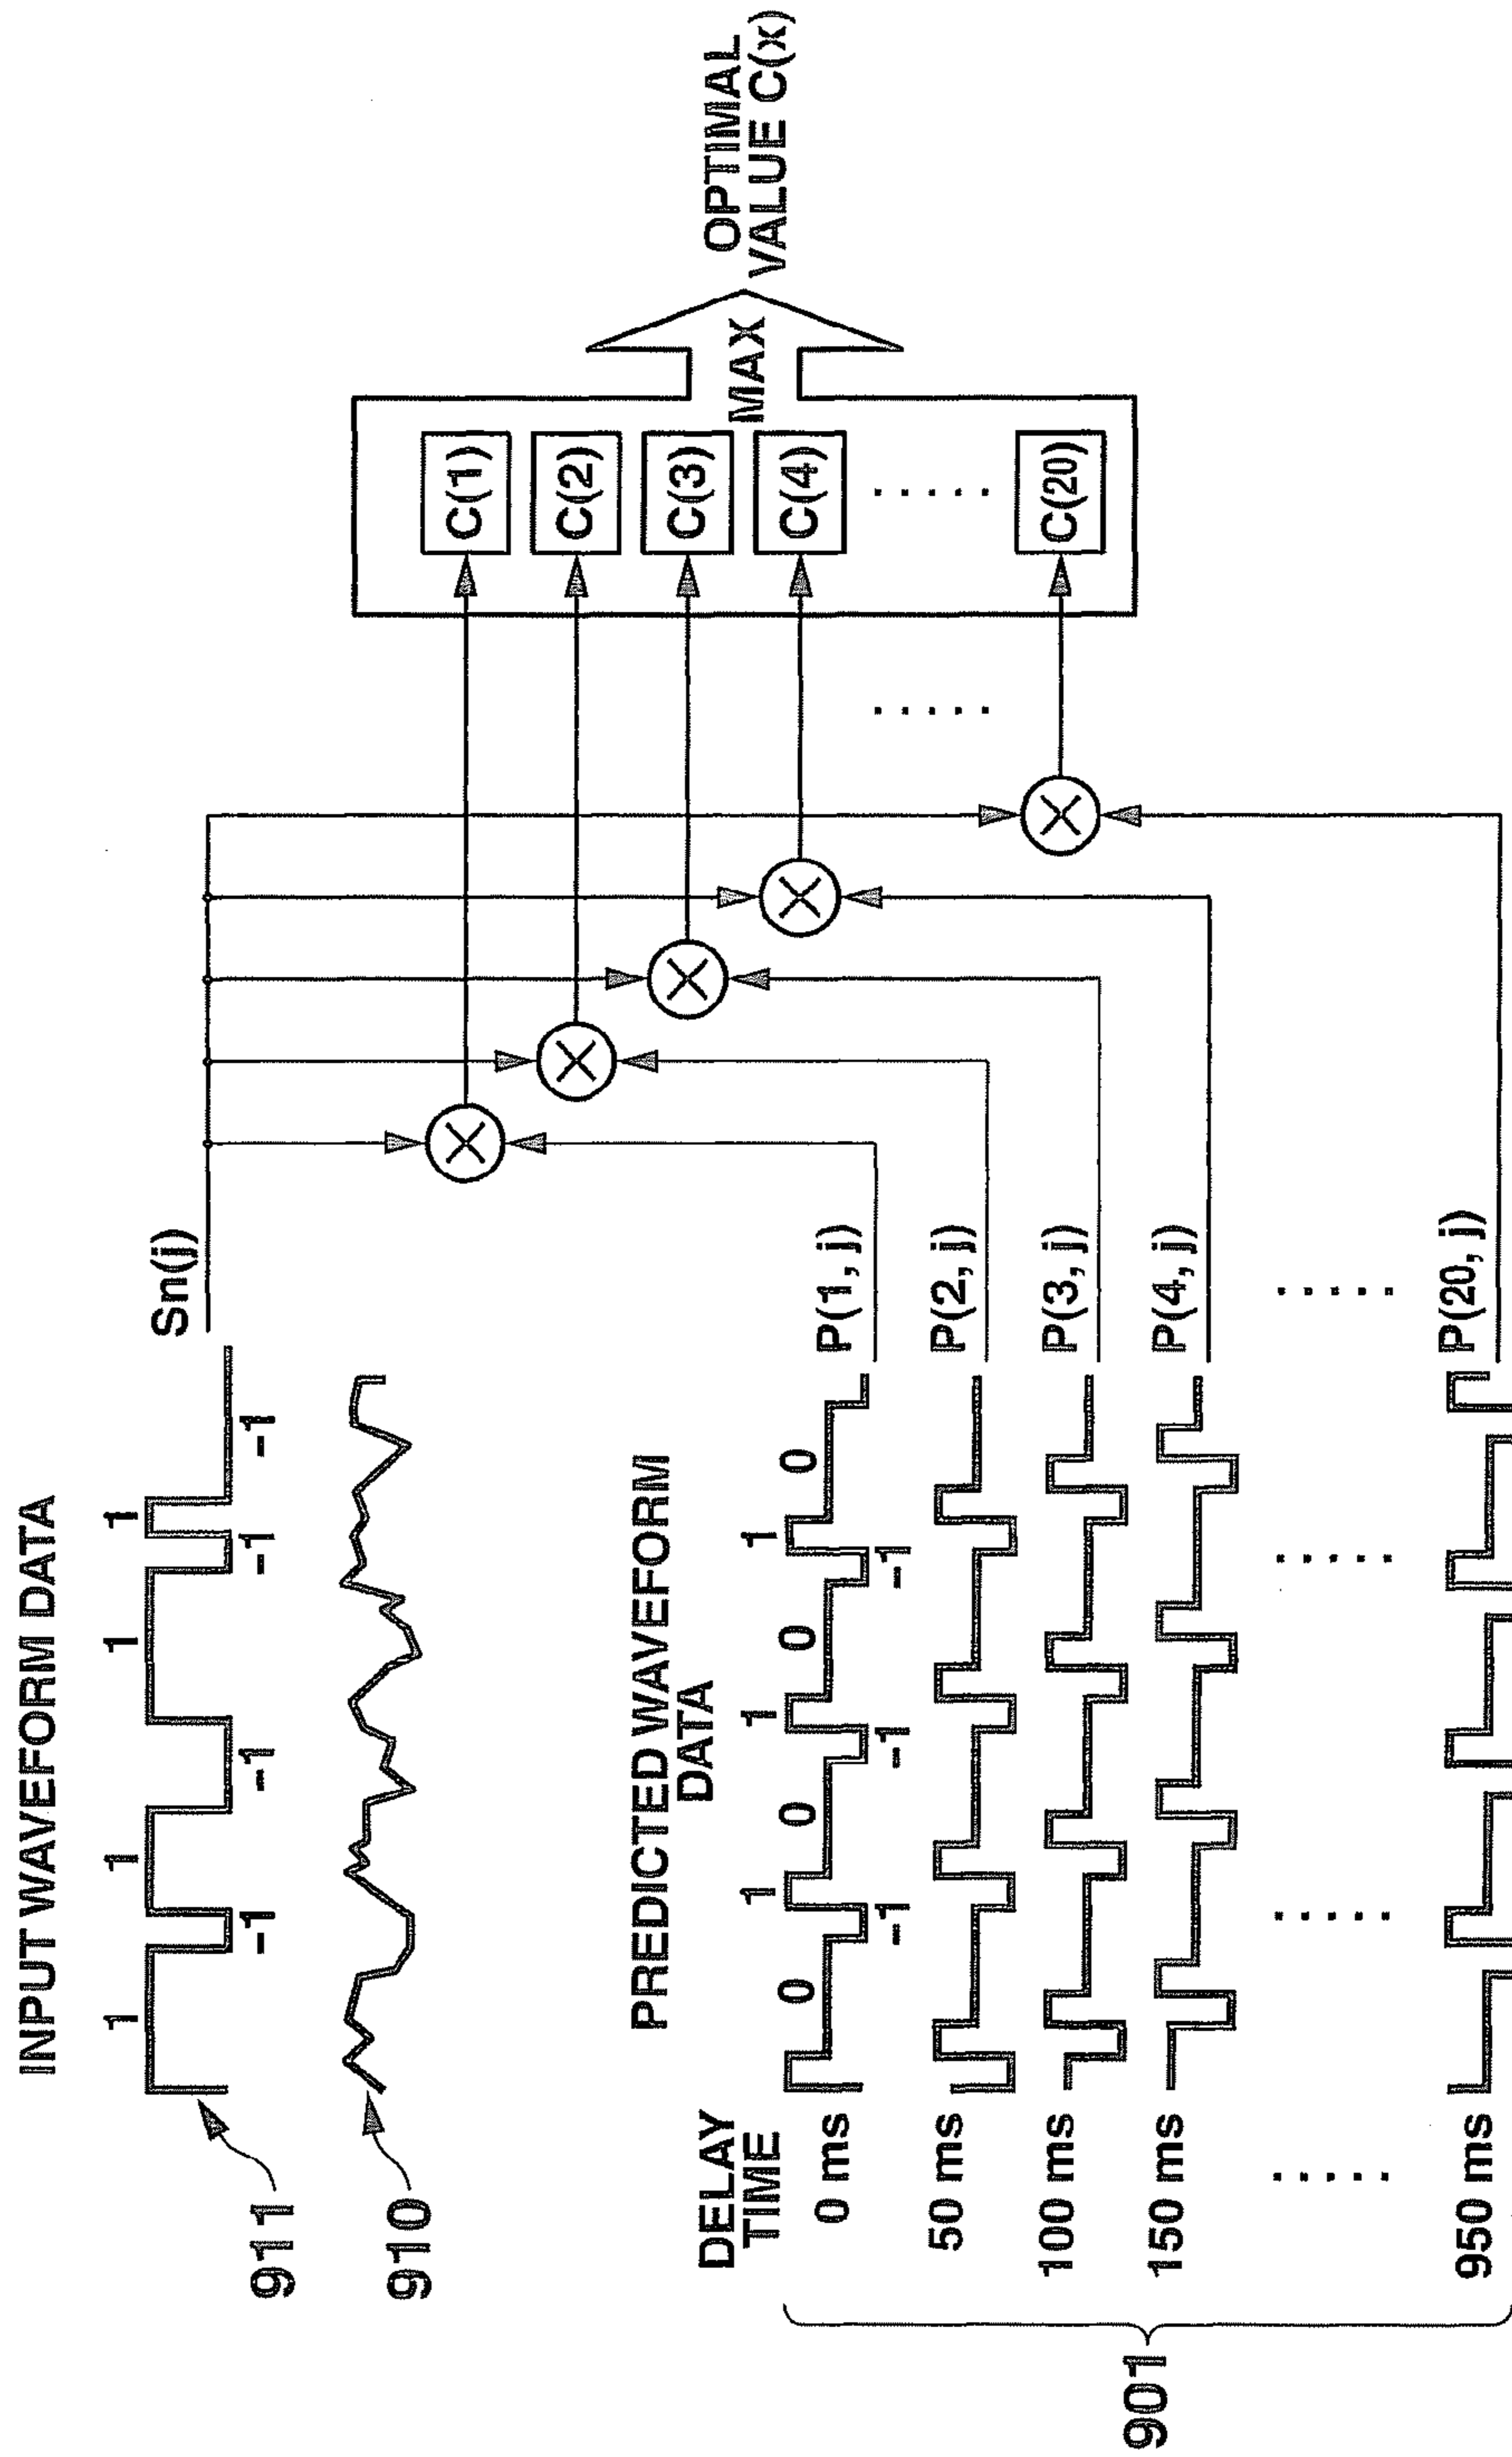 INPUT WAVEFORM DATA
1 -1 1 -1 1 -1 1 -1
Sn(j)
911
910
PREDICTED WAVEFORM
DATA
DELAY
TIME
0 ms
0 -1 1 0 -1 1 0 -1 1 0
P(1, j)
50 ms
P(2, j)
100 ms
P(3, j)
150 ms
P(4, j)
.....
.....
.....
.....
950 ms
P(20, j)
901
C(1)
C(2)
C(3)
C(4)
.....
.....
C(20)
MAX
OPTIMAL
VALUE C(x)